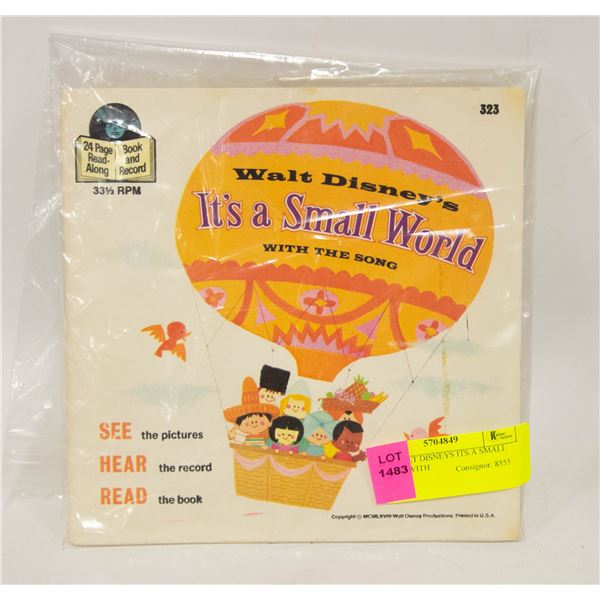 323
24 Page Book
Read- and
Along Record
33⅓ RPM
Walt Disney's
It's a Small World
WITH THE SONG
SEE the pictures
HEAR the record
READ the book
5704849
LOT
1483
T DISNEYS ITS A SMALL
WITH Consignor: 8555
Copyright © MCMLXVIII Walt Disney Productions, Printed in U.S.A.